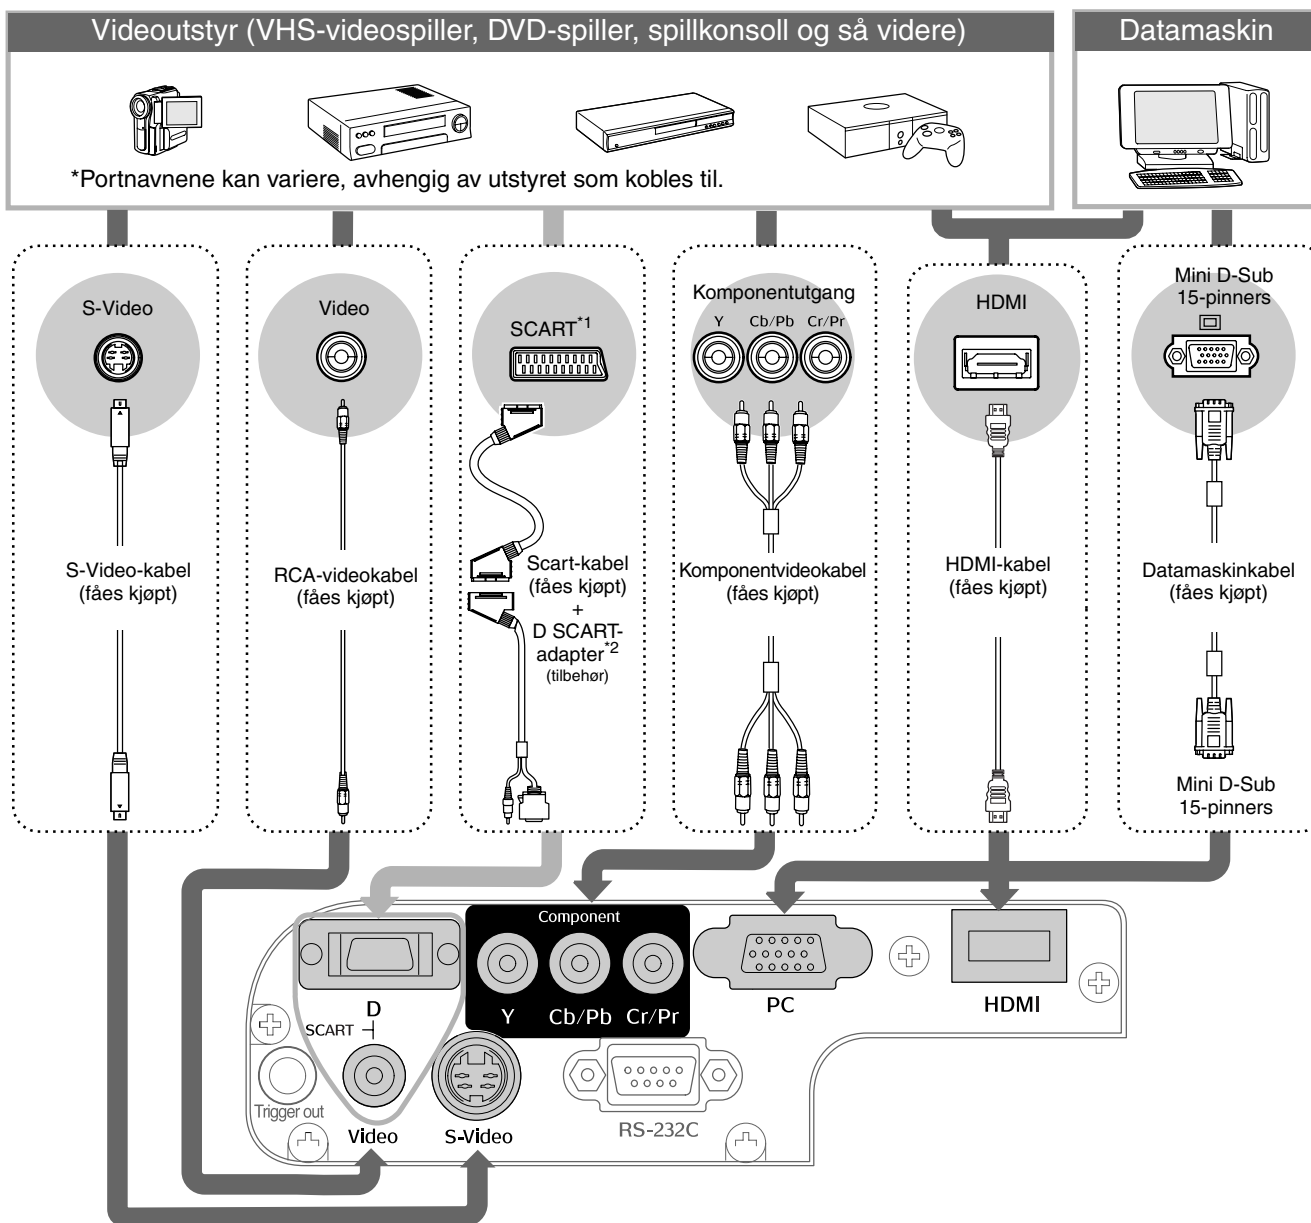 Videoutstyr (VHS-videospiller, DVD-spiller, spillkonsoll og så videre)
Datamaskin
*Portnavnene kan variere, avhengig av utstyret som kobles til.
S-Video
Video
SCART*1
Komponentutgang
Y Cb/Pb Cr/Pr
HDMI
Mini D-Sub
15-pinners
S-Video-kabel
(fåes kjøpt)
RCA-videokabel
(fåes kjøpt)
Scart-kabel
(fåes kjøpt)
+
D SCART-
adapter*2
(tilbehør)
Komponentvideokabel
(fåes kjøpt)
HDMI-kabel
(fåes kjøpt)
Datamaskinkabel
(fåes kjøpt)
Mini D-Sub
15-pinners
Component
Y Cb/Pb Cr/Pr
PC
HDMI
D
SCART
Trigger out
Video
S-Video
RS-232C